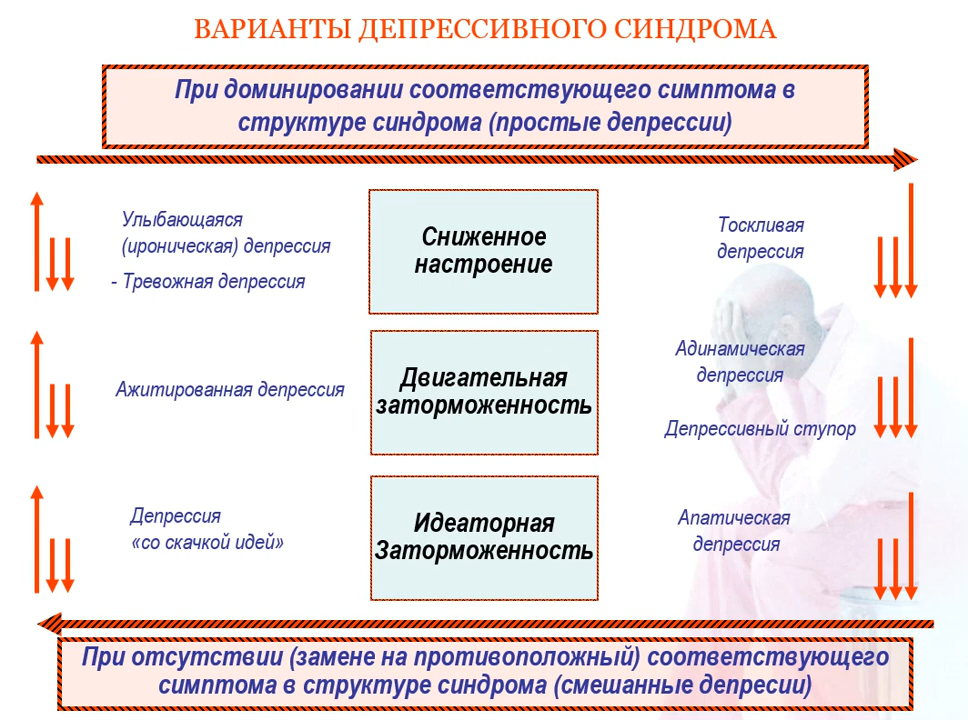 ВАРИАНТЫ ДЕПРЕССИВНОГО СИНДРОМА
При доминировании соответствующего симптома в
структуре синдрома (простые депрессии)
Улыбающаяся
(ироническая) депрессия
- Тревожная депрессия
Сниженное
настроение
Тоскливая
депрессия
Ажитированная депрессия
Двигательная
заторможенность
Адинамическая
депрессия
Депрессивный ступор
Депрессия
«со скачкой идей»
Идеаторная
Заторможенность
Апатическая
депрессия
При отсутствии (замене на противоположный) соответствующего
симптома в структуре синдрома (смешанные депресии)